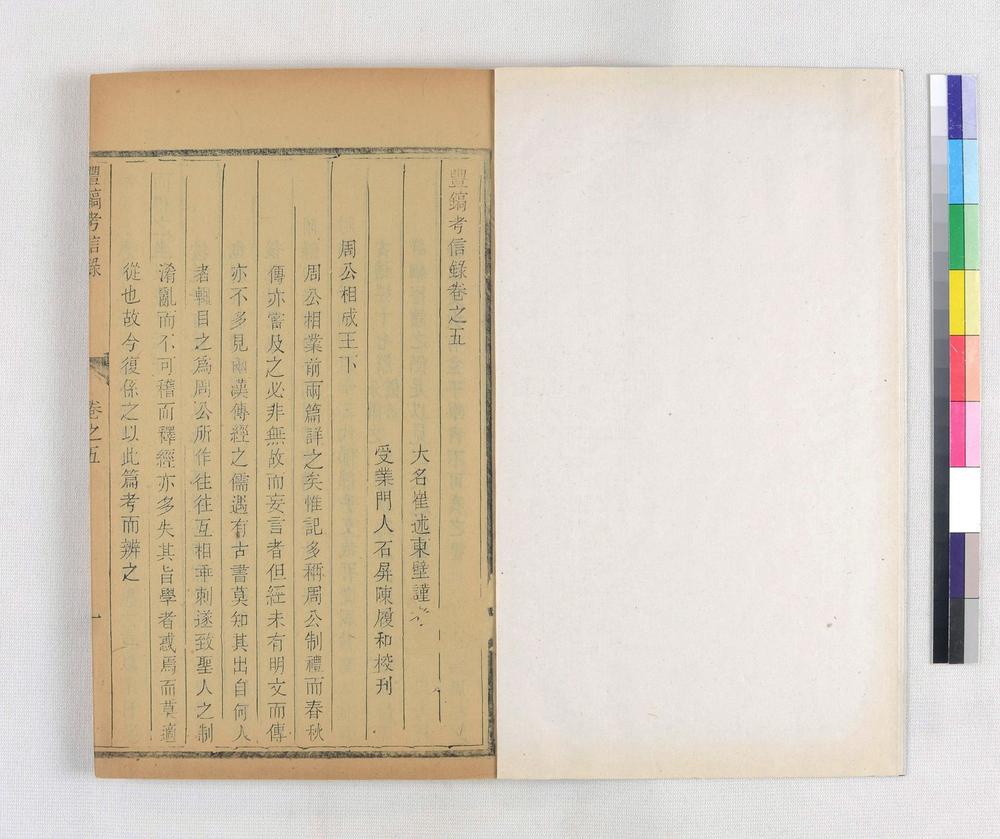 豐鎬考信錄卷之五
大名崔述東壁謹
受業門人石屏陳履和校刊
周公相成王下
周公相業前兩篇詳之矣惟記多稱周公制禮而春秋
傳亦嘗及之必非無故而妄言者但經未有明文而傳
亦不多見兩漢傳經之儒遇有古書莫知其出自何人
者輒目之為周公所作往往互相乖刺遂致聖人之制
淆亂而不可稽而釋經亦多失其旨學者惑焉而莫適
從也故今復係之以此篇考而辨之
豐鎬考信錄
卷之五
一